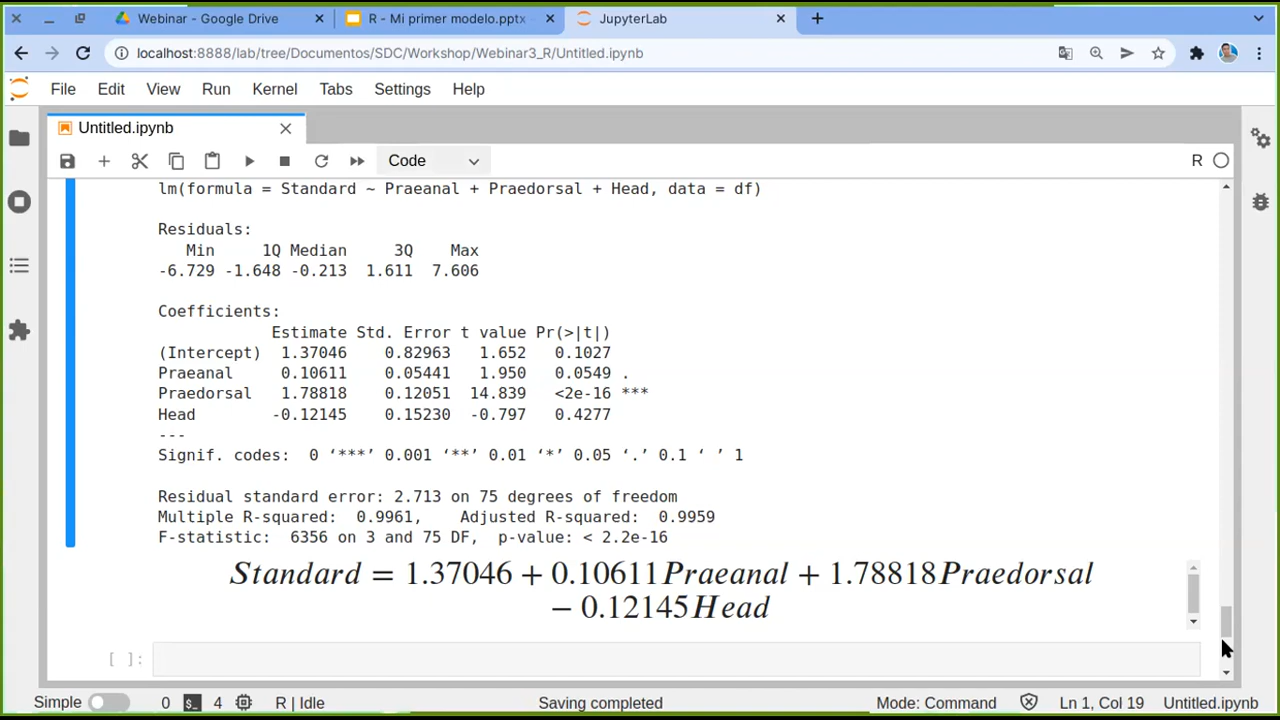 Webinar - Google Drive
R - Mi primer modelo.pptx -
JupyterLab
localhost:8888/lab/tree/Documentos/SDC/Workshop/Webinar3_R/Untitled.ipynb
File Edit View Run Kernel Tabs Settings Help
Untitled.ipynb
Code
R
lm(formula = Standard ~ Praeanal + Praedorsal + Head, data = df)
Residuals:
Min 1Q Median 3Q Max
-6.729 -1.648 -0.213 1.611 7.606
Coefficients:
Estimate Std. Error t value Pr(>|t|)
(Intercept) 1.37046 0.82963 1.652 0.1027
Praeanal 0.10611 0.05441 1.950 0.0549 .
Praedorsal 1.78818 0.12051 14.839 <2e-16 ***
Head -0.12145 0.15230 -0.797 0.4277
---
Signif. codes: 0 ‘***’ 0.001 ‘**’ 0.01 ‘*’ 0.05 ‘.’ 0.1 ‘ ’ 1
Residual standard error: 2.713 on 75 degrees of freedom
Multiple R-squared: 0.9961, Adjusted R-squared: 0.9959
F-statistic: 6356 on 3 and 75 DF, p-value: < 2.2e-16
Standard = 1.37046 + 0.10611Praeanal + 1.78818Praedorsal
− 0.12145Head
[ ]:
Simple 0 4 R | Idle Saving completed Mode: Command Ln 1, Col 19 Untitled.ipynb